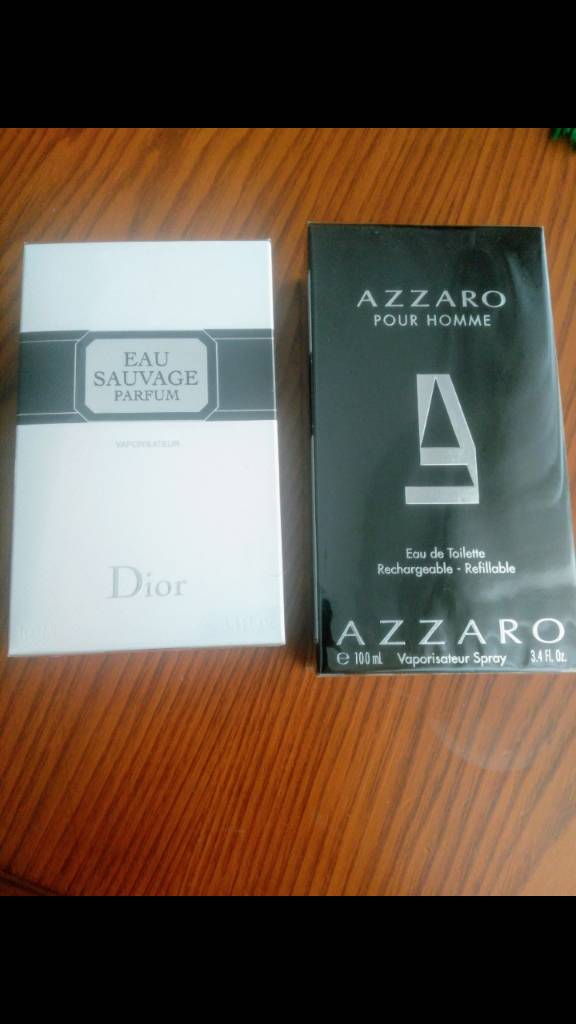 EAU
SAUVAGE
PARFUM
VAPORISATEUR
Dior
AZZARO
POUR HOMME
Eau de Toilette
Rechargeable - Refillable
AZZARO
e 100 ml Vaporisateur Spray 3.4 Fl. Oz.